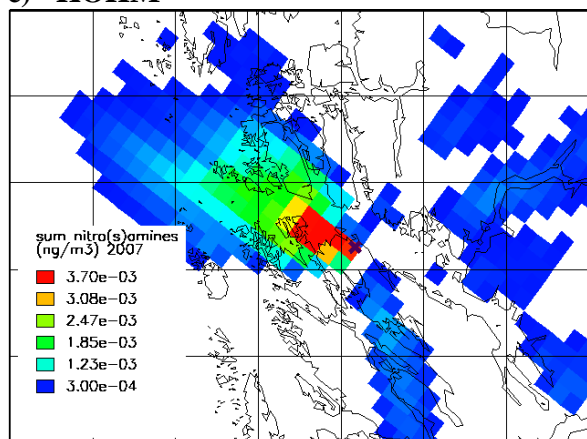 sum nitro(s)amines
(ng/m3) 2007
3.70e-03
3.08e-03
2.47e-03
1.85e-03
1.23e-03
3.00e-04